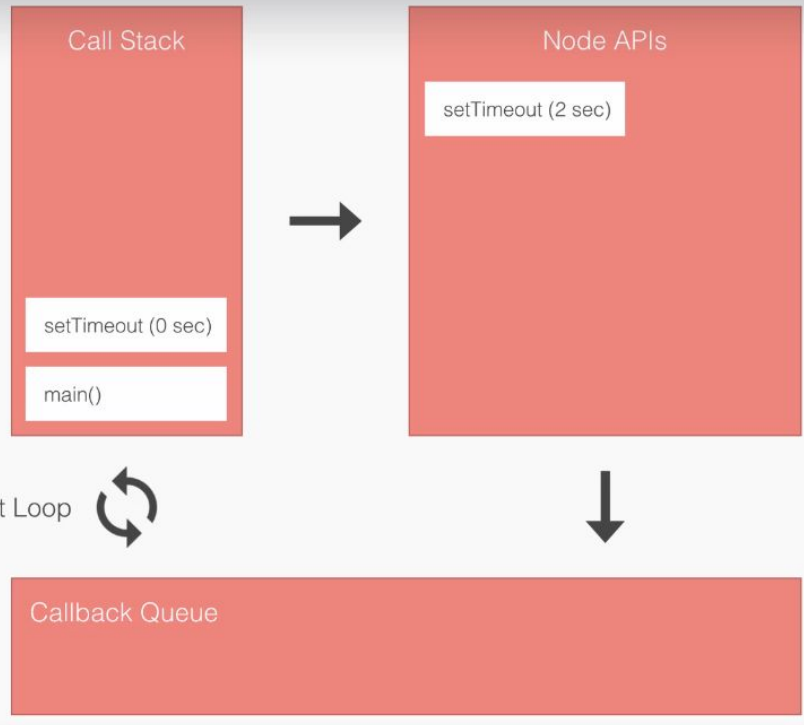 Call Stack
Node APIs
setTimeout (2 sec)
setTimeout (0 sec)
main()
t Loop
Callback Queue